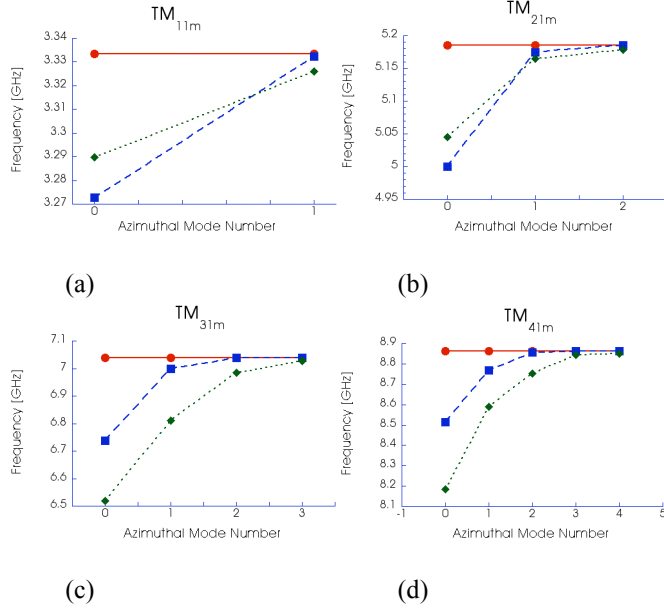 TM11m
Frequency [GHz]
3.34
3.33
3.32
3.31
3.3
3.29
3.28
3.27
0 1
Azimuthal Mode Number
(a)
TM21m
Frequency [GHz]
5.2
5.15
5.1
5.05
5
4.95
0 1 2
Azimuthal Mode Number
(b)
TM31m
Frequency [GHz]
7.1
7
6.9
6.8
6.7
6.6
6.5
0 1 2 3
Azimuthal Mode Number
(c)
TM41m
Frequency [GHz]
8.9
8.8
8.7
8.6
8.5
8.4
8.3
8.2
8.1
-1 0 1 2 3 4 5
Azimuthal Mode Number
(d)